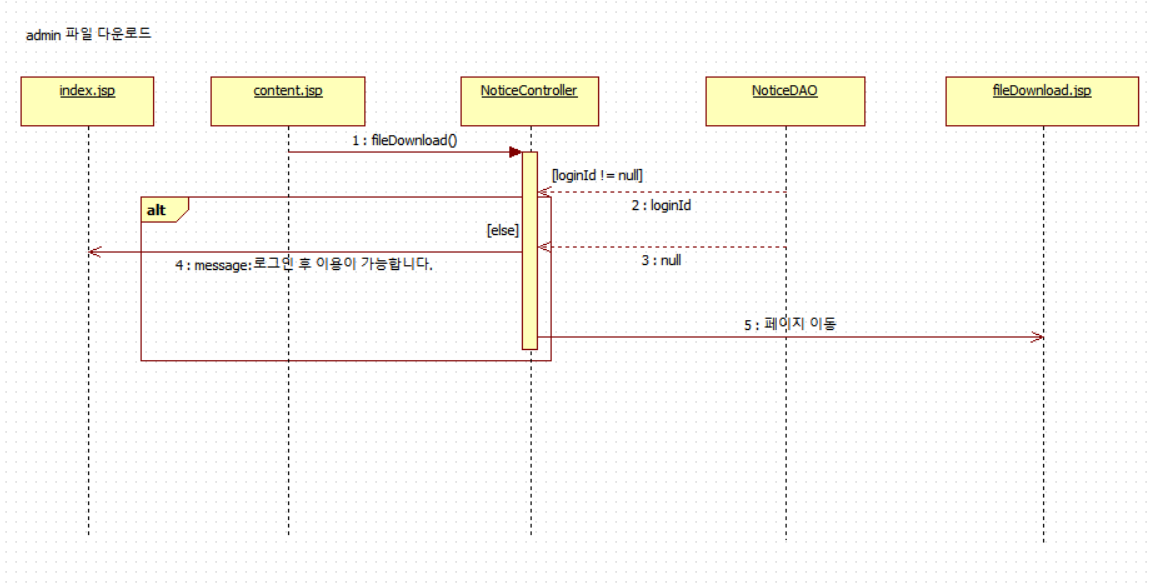 admin 파일 다운로드
index.jsp
content.jsp
NoticeController
NoticeDAO
fileDownload.jsp
1 : fileDownload()
[loginId != null]
2 : loginId
alt
[else]
3 : null
4 : message:로그인 후 이용이 가능합니다.
5 : 페이지 이동